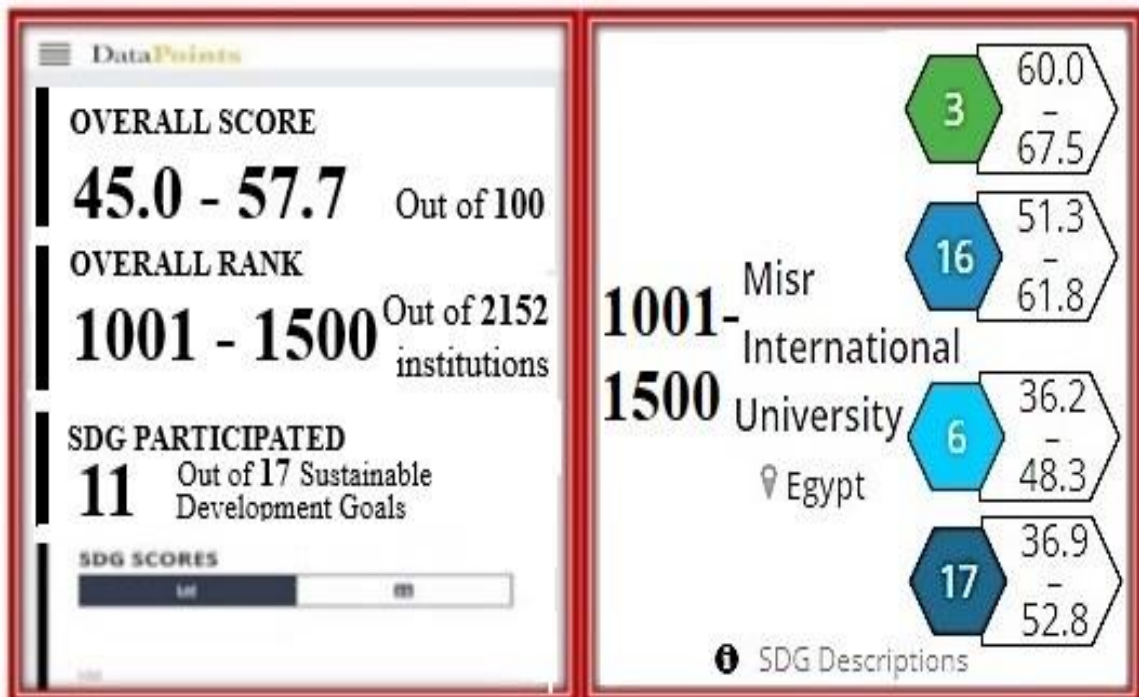 DataPoints
OVERALL SCORE
45.0 - 57.7 Out of 100
OVERALL RANK
1001 - 1500 Out of 2152
institutions
SDG PARTICIPATED
11 Out of 17 Sustainable
Development Goals
SDG SCORES
1001-
1500
Misr
International
University
Egypt
3
60.0
–
67.5
16
51.3
–
61.8
6
36.2
–
48.3
17
36.9
–
52.8
SDG Descriptions